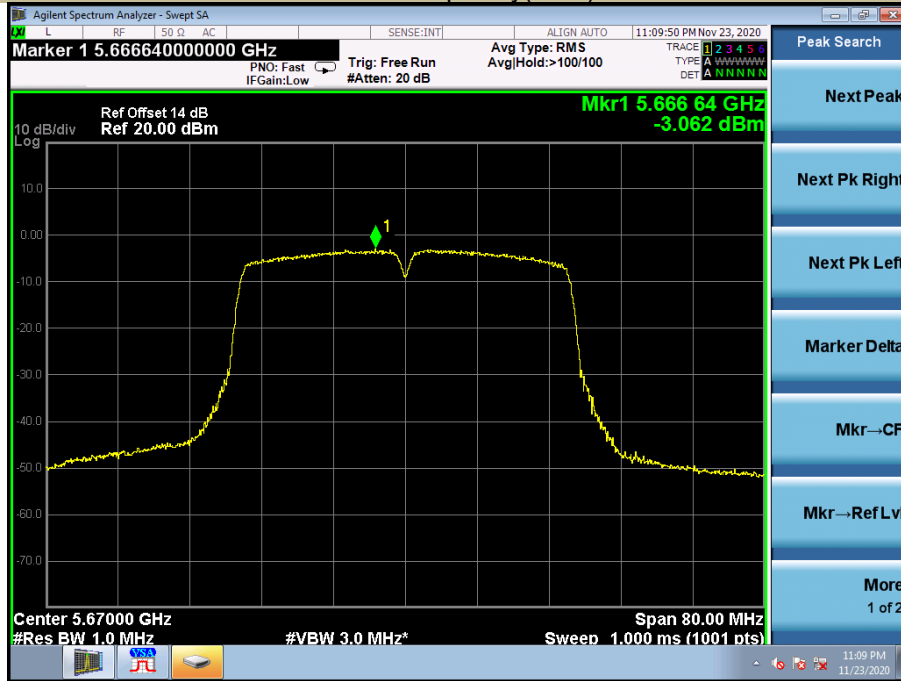 Agilent Spectrum Analyzer - Swept SA
LXI L RF 50 Ω AC SENSE:INT ALIGN AUTO 11:09:50 PM Nov 23, 2020
Marker 1 5.666640000000 GHz
PNO: Fast
IFGain:Low
Trig: Free Run
#Atten: 20 dB
Avg Type: RMS
Avg|Hold:>100/100
TRACE 1 2 3 4 5 6
TYPE A WWWWW
DET A N N N N N
Peak Search
Ref Offset 14 dB
10 dB/div Ref 20.00 dBm
Log
Mkr1 5.666 64 GHz
-3.062 dBm
10.0
0.00
-10.0
-20.0
-30.0
-40.0
-50.0
-60.0
-70.0
1
Center 5.67000 GHz
Span 80.00 MHz
#Res BW 1.0 MHz
#VBW 3.0 MHz*
Sweep 1.000 ms (1001 pts)
Next Peak
Next Pk Right
Next Pk Left
Marker Delta
Mkr→CF
Mkr→Ref Lvl
More
1 of 2
VSA
11:09 PM
11/23/2020